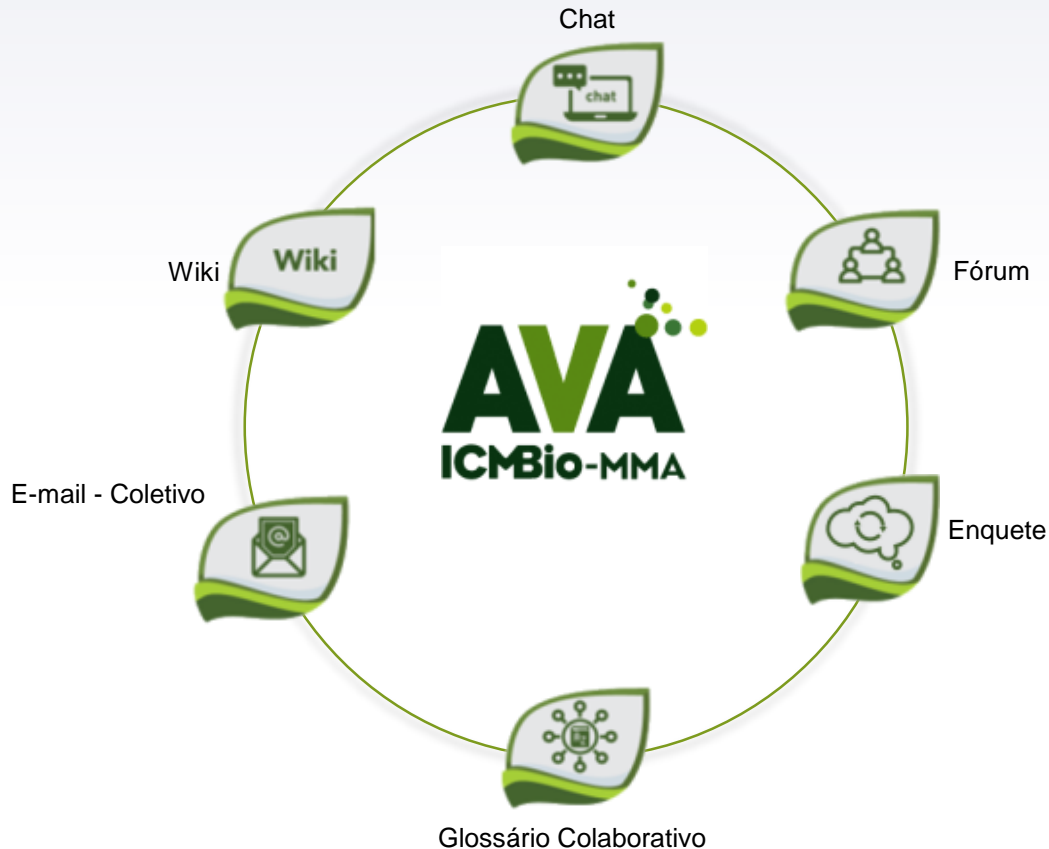 Chat
chat
Wiki
Wiki
Fórum
AVA
ICMBio-MMA
E-mail - Coletivo
@
Enquete
Glossário Colaborativo